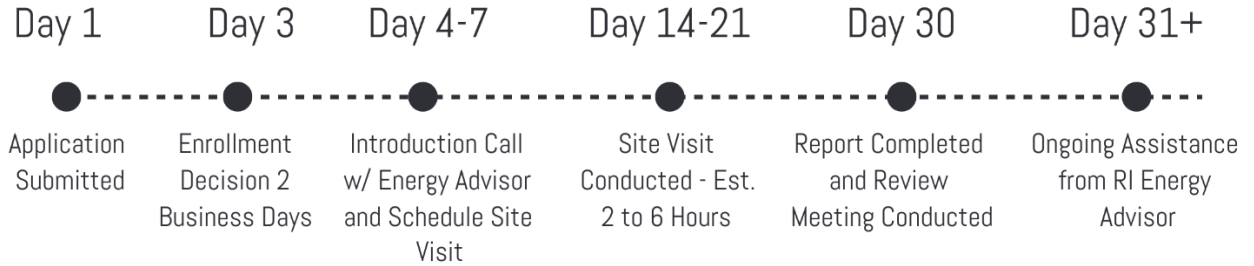 Day 1
Day 3
Day 4-7
Day 14-21
Day 30
Day 31+
Application
Submitted
Enrollment
Decision 2
Business Days
Introduction Call
w/ Energy Advisor
and Schedule Site
Visit
Site Visit
Conducted - Est.
2 to 6 Hours
Report Completed
and Review
Meeting Conducted
Ongoing Assistance
from RI Energy
Advisor